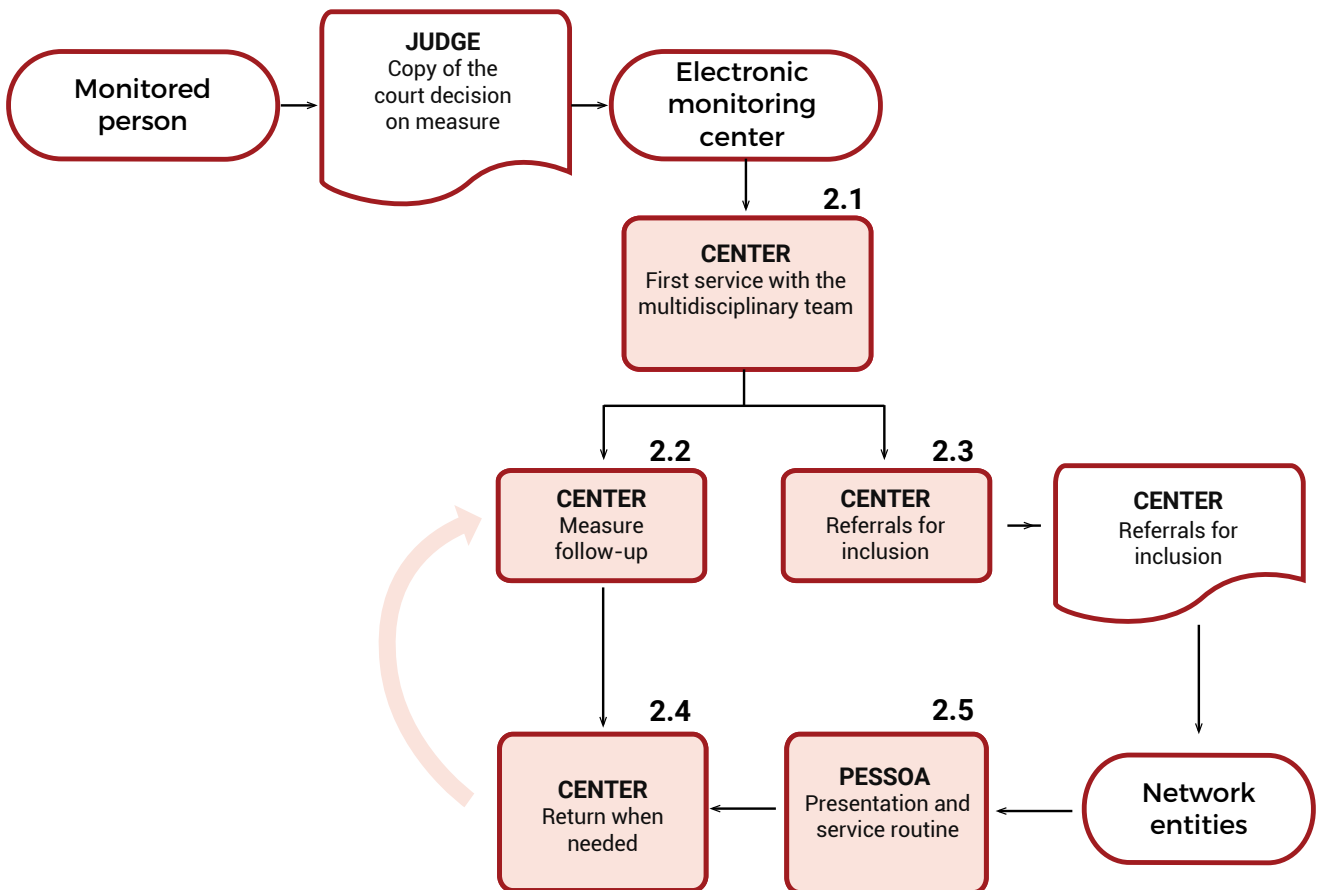 Monitored
person
JUDGE
Copy of the
court decision
on measure
Electronic
monitoring
center
2.1
CENTER
First service with the
multidisciplinary team
2.2
CENTER
Measure
follow-up
2.3
CENTER
Referrals for
inclusion
CENTER
Referrals for
inclusion
2.4
CENTER
Return when
needed
2.5
PESSOA
Presentation and
service routine
Network
entities